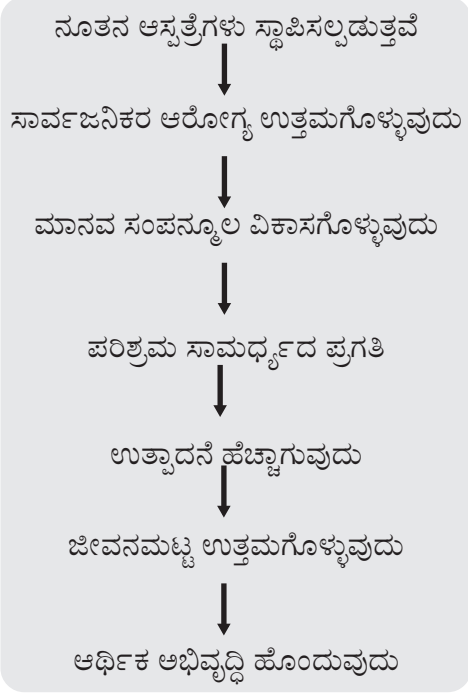 ನೂತನ ಆಸ್ಪತ್ರೆಗಳು ಸ್ಥಾಪಿಸಲ್ಪಡುತ್ತವೆ
ಸಾರ್ವಜನಿಕರ ಆರೋಗ್ಯ ಉತ್ತಮಗೊಳ್ಳುವುದು
ಮಾನವ ಸಂಪನ್ಮೂಲ ವಿಕಾಸಗೊಳ್ಳುವುದು
ಪರಿಶ್ರಮ ಸಾಮರ್ಥ್ಯದ ಪ್ರಗತಿ
ಉತ್ಪಾದನೆ ಹೆಚ್ಚಾಗುವುದು
ಜೀವನಮಟ್ಟ ಉತ್ತಮಗೊಳ್ಳುವುದು
ಆರ್ಥಿಕ ಅಭಿವೃದ್ಧಿ ಹೊಂದುವುದು